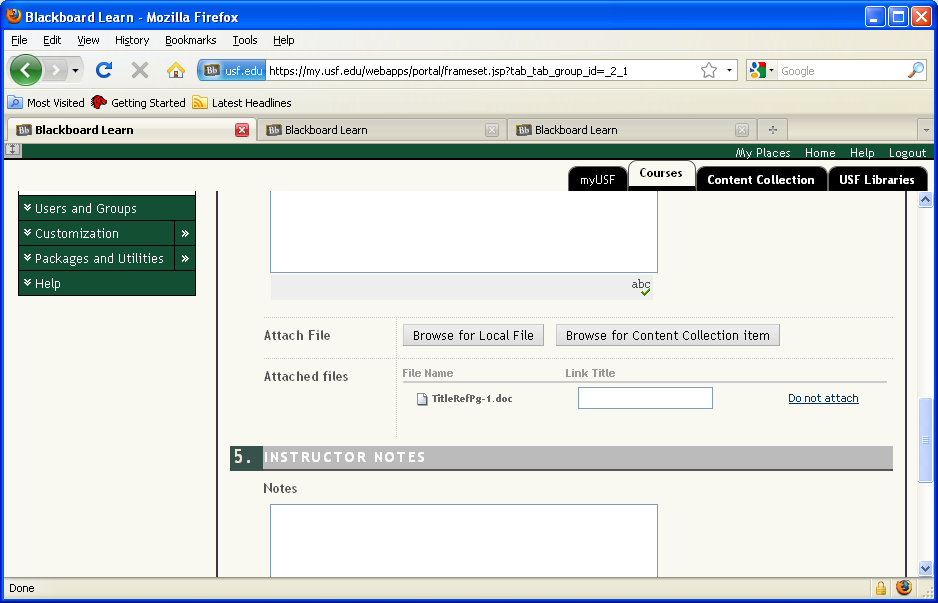 Blackboard Learn - Mozilla Firefox
File Edit View History Bookmarks Tools Help
Bb usf.edu https://my.usf.edu/webapps/portal/frameset.jsp?tab_tab_group_id=_2_1 Google
Most Visited Getting Started Latest Headlines
Bb Blackboard Learn Bb Blackboard Learn Bb Blackboard Learn
My Places Home Help Logout
myUSF Courses Content Collection USF Libraries
Users and Groups
Customization
Packages and Utilities
Help
abc
Attach File Browse for Local File Browse for Content Collection item
Attached files File Name Link Title
TitleRefPg-1.doc Do not attach
5. INSTRUCTOR NOTES
Notes
Done